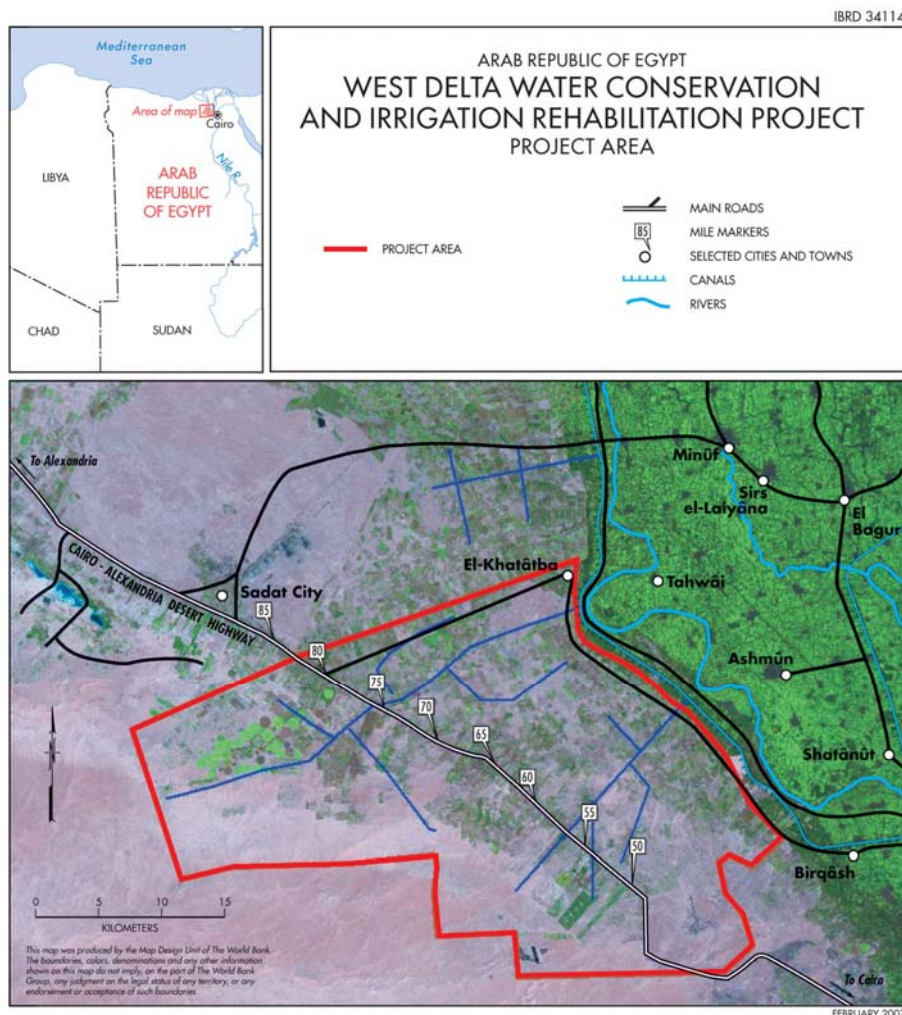 IBRD 34114
Mediterranean
Sea
Area of map
Cairo
Nile R.
LIBYA
ARAB
REPUBLIC
OF EGYPT
CHAD
SUDAN
ARAB REPUBLIC OF EGYPT
WEST DELTA WATER CONSERVATION
AND IRRIGATION REHABILITATION PROJECT
PROJECT AREA
PROJECT AREA
MAIN ROADS
85
MILE MARKERS
SELECTED CITIES AND TOWNS
CANALS
RIVERS
To Alexandria
CAIRO - ALEXANDRIA DESERT HIGHWAY
Sadat City
El-Khatâtba
Minûf
Sirs
el-Laiyâna
El
Bagur
Tahwâi
Ashmûn
Shatânût
Birqâsh
85
80
75
70
65
60
55
50
To Cairo
0 5 10 15
KILOMETERS
This map was produced by the Map Design Unit of The World Bank.
The boundaries, colors, denominations and any other information
shown on this map do not imply, on the part of The World Bank
Group, any judgment on the legal status of any territory, or any
endorsement or acceptance of such boundaries.
FEBRUARY 2007